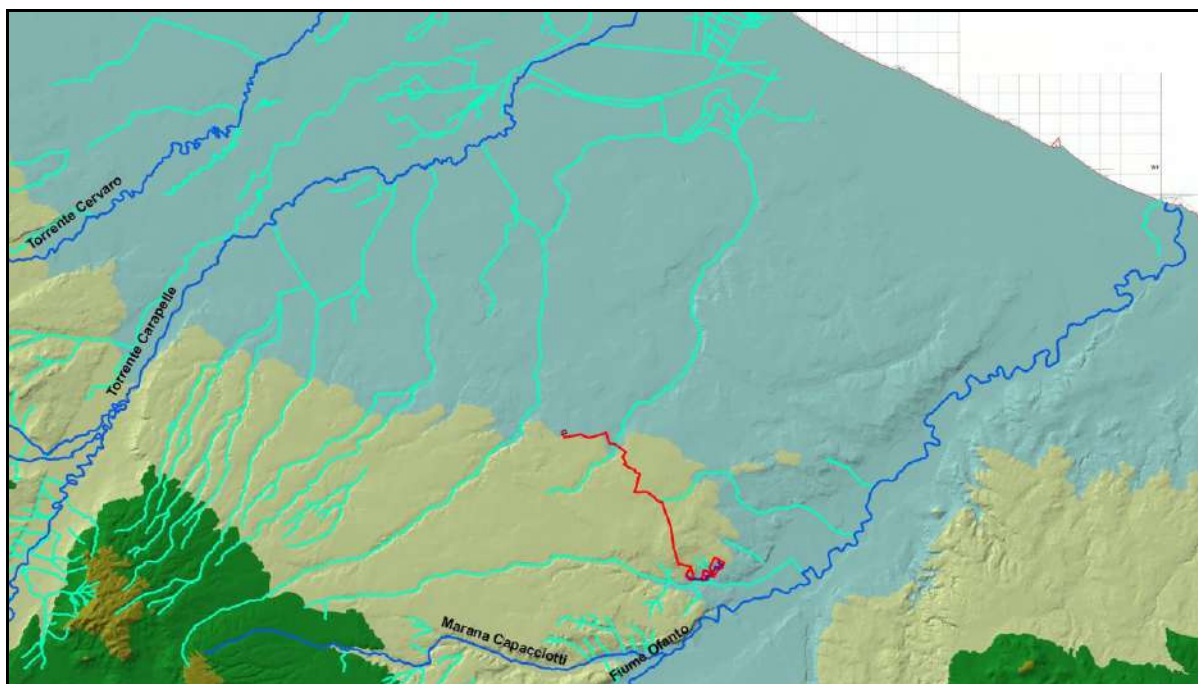 Torrente Cervaro
Torrente Carapelle
Marana Capacciotti
Fiume Ofanto